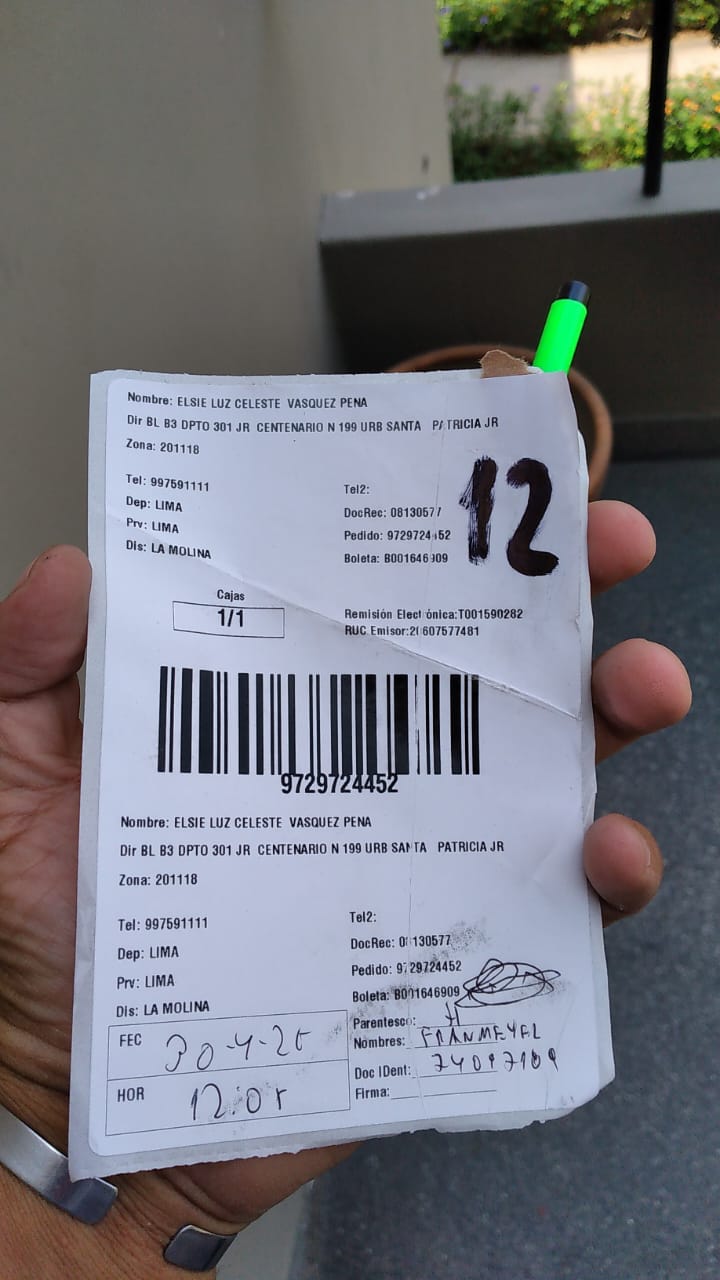 Nombre: ELSIE LUZ CELESTE VASQUEZ PENA
Dir BL B3 DPTO 301 JR CENTENARIO N 199 URB SANTA PATRICIA JR
Zona: 201118
12
Tel: 997591111
Dep: LIMA
Prv: LIMA
Dis: LA MOLINA
Tel2:
DocRec: 08130577
Pedido: 9729724452
Boleta: B001646909
Cajas
1/1
Remisión Electrónica:T001590282
RUC Emisor:20607577481
9729724452
Nombre: ELSIE LUZ CELESTE VASQUEZ PENA
Dir BL B3 DPTO 301 JR CENTENARIO N 199 URB SANTA PATRICIA JR
Zona: 201118
Tel: 997591111
Dep: LIMA
Prv: LIMA
Dis: LA MOLINA
Tel2:
DocRec: 08130577
Pedido: 9729724452
Boleta: B001646909
Parentesco: H
Nombres:
Doc IDent:
Firma:
FEC
HOR